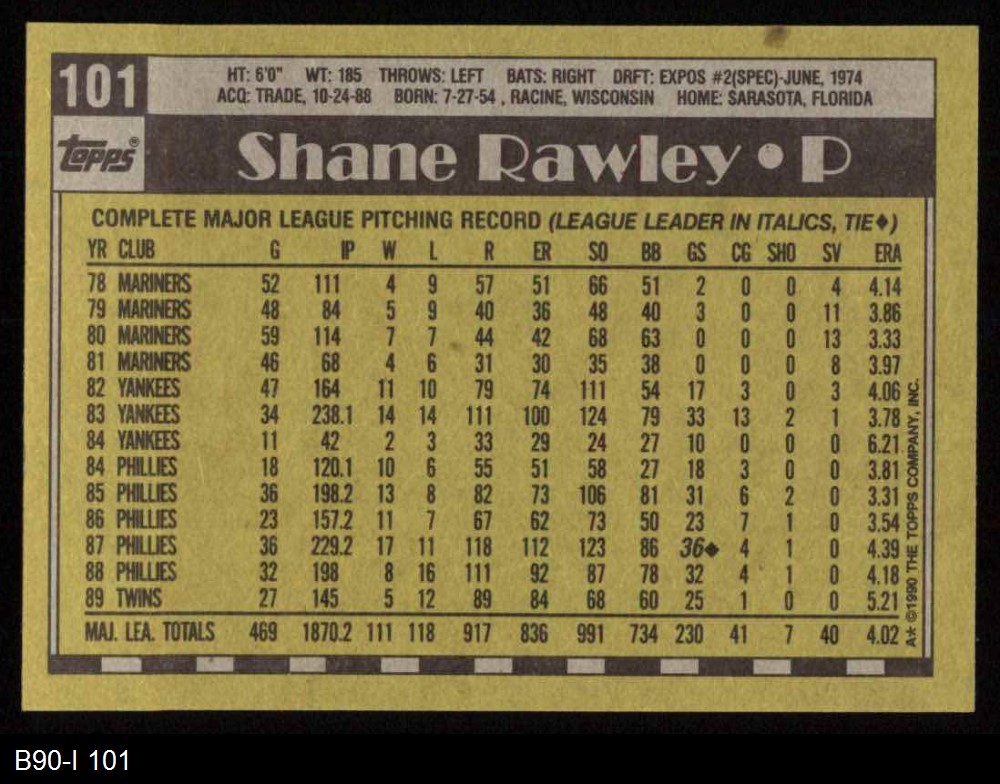 101
HT: 6'0" WT: 185 THROWS: LEFT BATS: RIGHT DRFT: EXPOS #2(SPEC)-JUNE, 1974
ACQ: TRADE, 10-24-88 BORN: 7-27-54 , RACINE, WISCONSIN HOME: SARASOTA, FLORIDA
topps®
Shane Rawley • P
COMPLETE MAJOR LEAGUE PITCHING RECORD (LEAGUE LEADER IN ITALICS, TIE♦)
YR CLUB G IP W L R ER SO BB GS CG SHO SV ERA
78 MARINERS 52 111 4 9 57 51 66 51 2 0 0 4 4.14
79 MARINERS 48 84 5 9 40 36 48 40 3 0 0 11 3.86
80 MARINERS 59 114 7 7 44 42 68 63 0 0 0 13 3.33
81 MARINERS 46 68 4 6 31 30 35 38 0 0 0 8 3.97
82 YANKEES 47 164 11 10 79 74 111 54 17 3 0 3 4.06
83 YANKEES 34 238.1 14 14 111 100 124 79 33 13 2 1 3.78
84 YANKEES 11 42 2 3 33 29 24 27 10 0 0 0 6.21
84 PHILLIES 18 120.1 10 6 55 51 58 27 18 3 0 0 3.81
85 PHILLIES 36 198.2 13 8 82 73 106 81 31 6 2 0 3.31
86 PHILLIES 23 157.2 11 7 67 62 73 50 23 7 1 0 3.54
87 PHILLIES 36 229.2 17 11 118 112 123 86 36♦ 4 1 0 4.39
88 PHILLIES 32 198 8 16 111 92 87 78 32 4 1 0 4.18
89 TWINS 27 145 5 12 89 84 68 60 25 1 0 0 5.21
MAJ. LEA. TOTALS 469 1870.2 111 118 917 836 991 734 230 41 7 40 4.02
A* ©1990 THE TOPPS COMPANY, INC.
B90-I 101